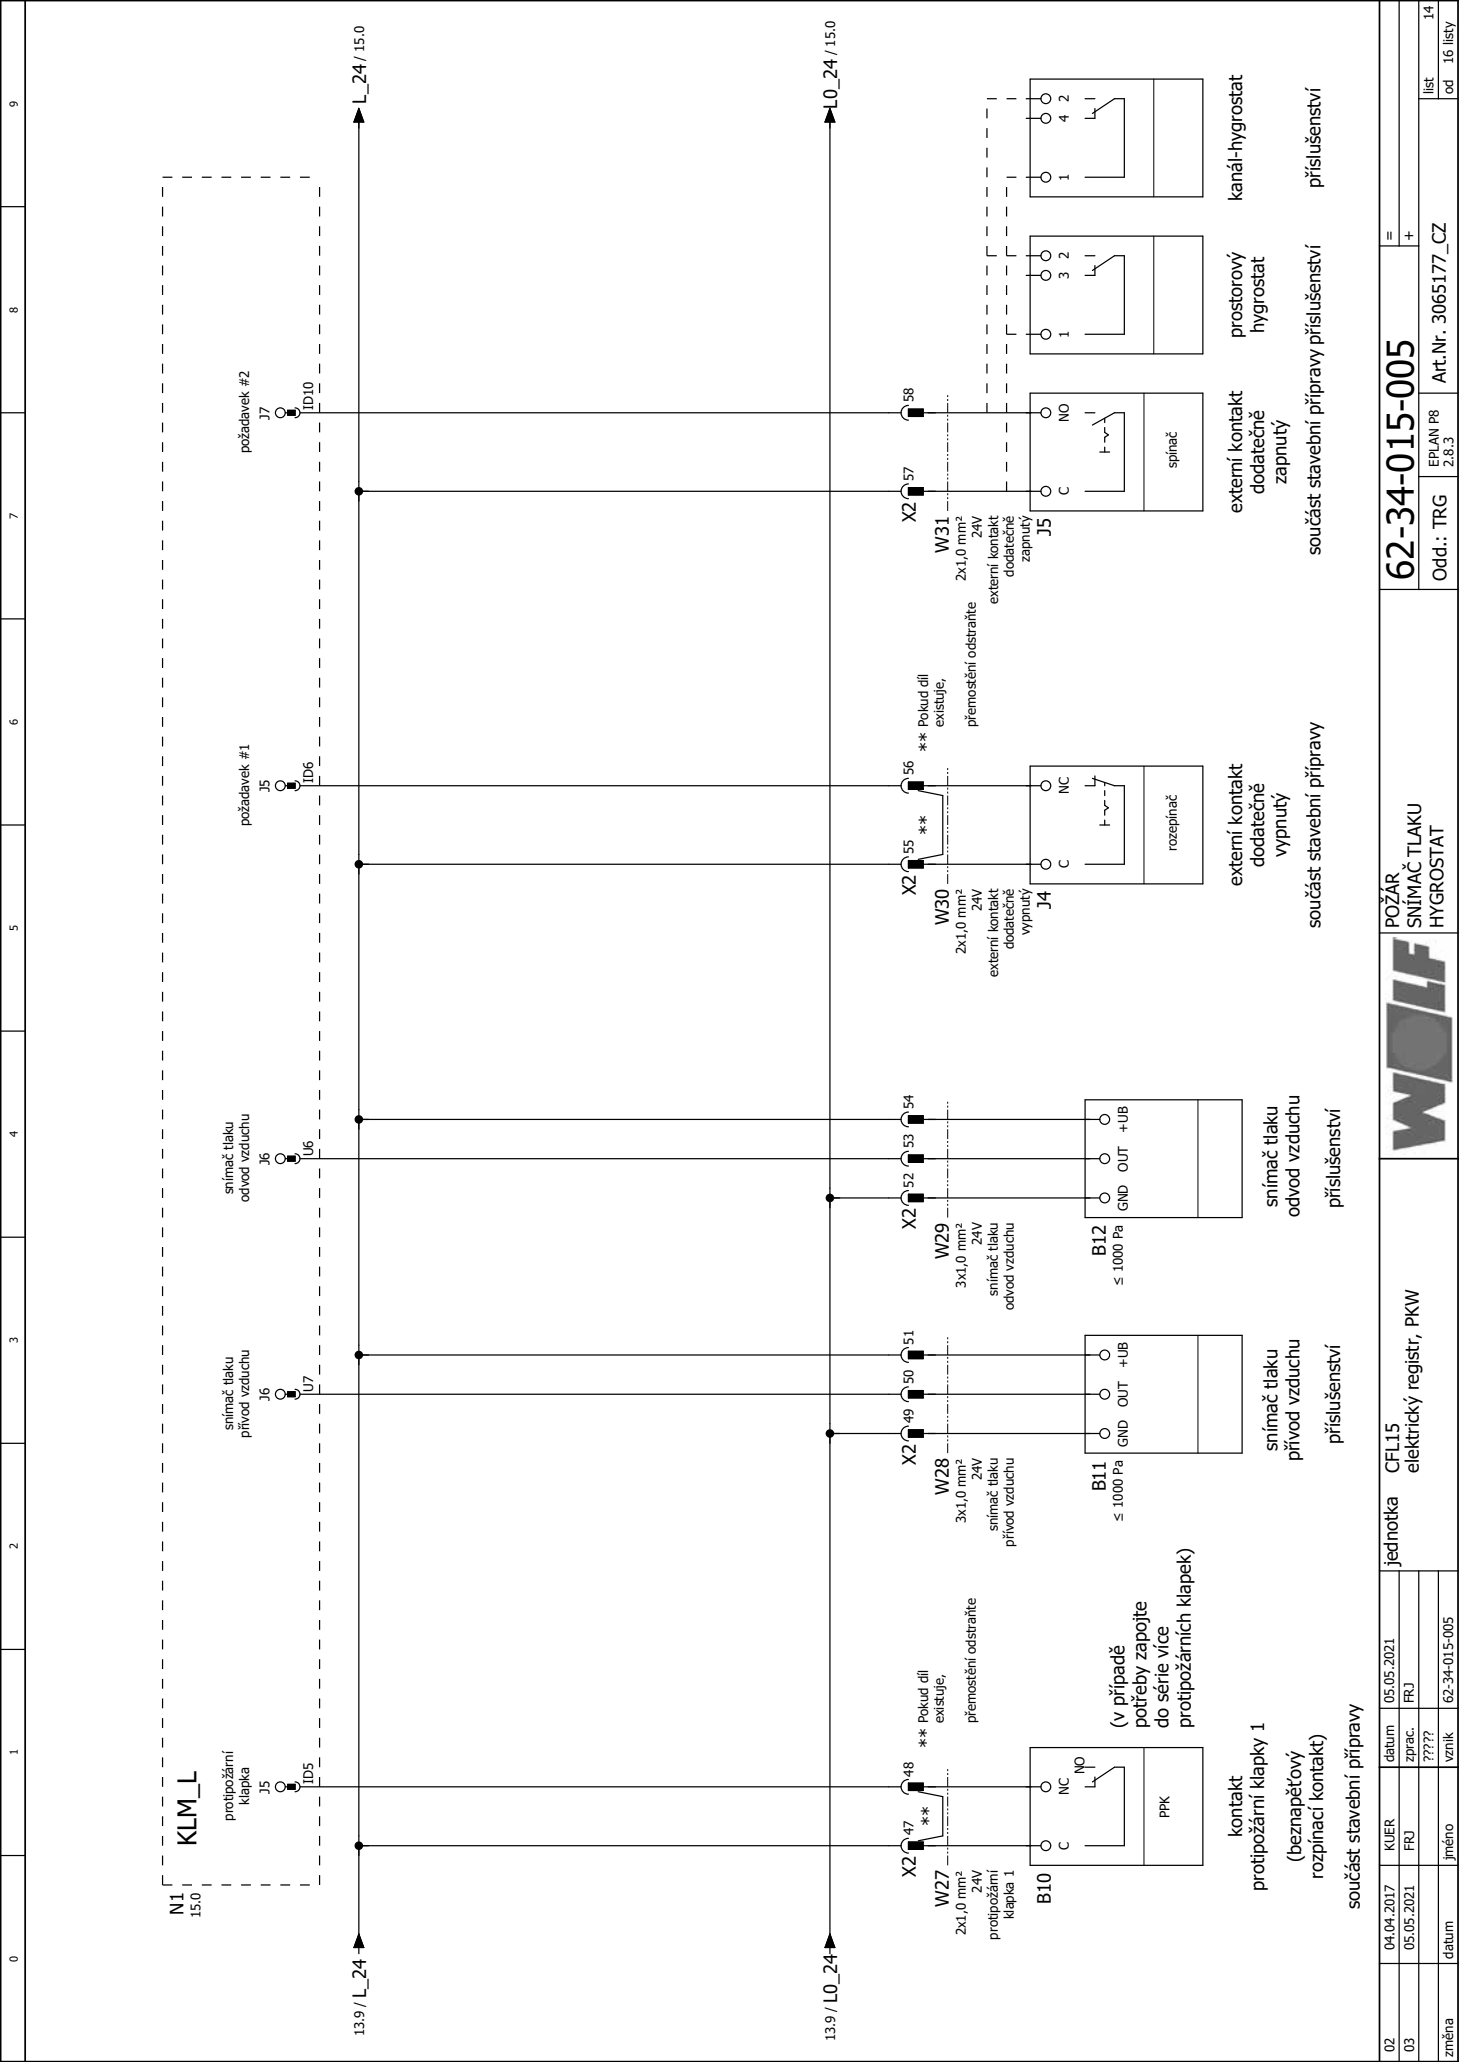 0 1 2 3 4 5 6 7 8 9
N1
15.0
KLM_L
protipožární
klapka
J5
ID5
snímač tlaku
přívod vzduchu
J6
U7
snímač tlaku
odvod vzduchu
J6
U6
požadavek #1
J5
ID6
požadavek #2
J7
ID10
13.9 / L_24
L_24 / 15.0
13.9 / L0_24
L0_24 / 15.0
X2 47 48
**
** Pokud díl
existuje,
přemostění odstraňte
W27
2x1,0 mm²
24V
protipožární
klapka 1
B10
C NC NO
PPK
(v případě
potřeby zapojte
do série více
protipožárních klapek)
kontakt
protipožární klapky 1
(beznapěťový
rozpínací kontakt)
součást stavební přípravy
X2 49 50 51
W28
3x1,0 mm²
24V
snímač tlaku
přívod vzduchu
B11
≤ 1000 Pa
GND OUT +UB
snímač tlaku
přívod vzduchu
příslušenství
X2 52 53 54
W29
3x1,0 mm²
24V
snímač tlaku
odvod vzduchu
B12
≤ 1000 Pa
GND OUT +UB
snímač tlaku
odvod vzduchu
příslušenství
X2 55 56
**
** Pokud díl
existuje,
přemostění odstraňte
W30
2x1,0 mm²
24V
externí kontakt
dodatečně
vypnutý
J4
C NC
rozepínač
externí kontakt
dodatečně
vypnutý
součást stavební přípravy
X2 57 58
W31
2x1,0 mm²
24V
externí kontakt
dodatečně
zapnutý
J5
C NO
spínač
externí kontakt
dodatečně
zapnutý
součást stavební přípravy
1 3 2
prostorový
hygrostat
příslušenství
1 4 2
kanál-hygrostat
příslušenství
02 04.04.2017 KUER datum 05.05.2021
03 05.05.2021 FRJ zprac. FRJ
?????
změna datum jméno vznik 62-34-015-005
jednotka CFL15
elektrický registr, PKW
WOLF
POŽÁR
SNÍMAČ TLAKU
HYGROSTAT
62-34-015-005
=
+
Odd.: TRG
EPLAN P8
2.8.3
Art.Nr. 3065177_CZ
list 14
od 16 listy